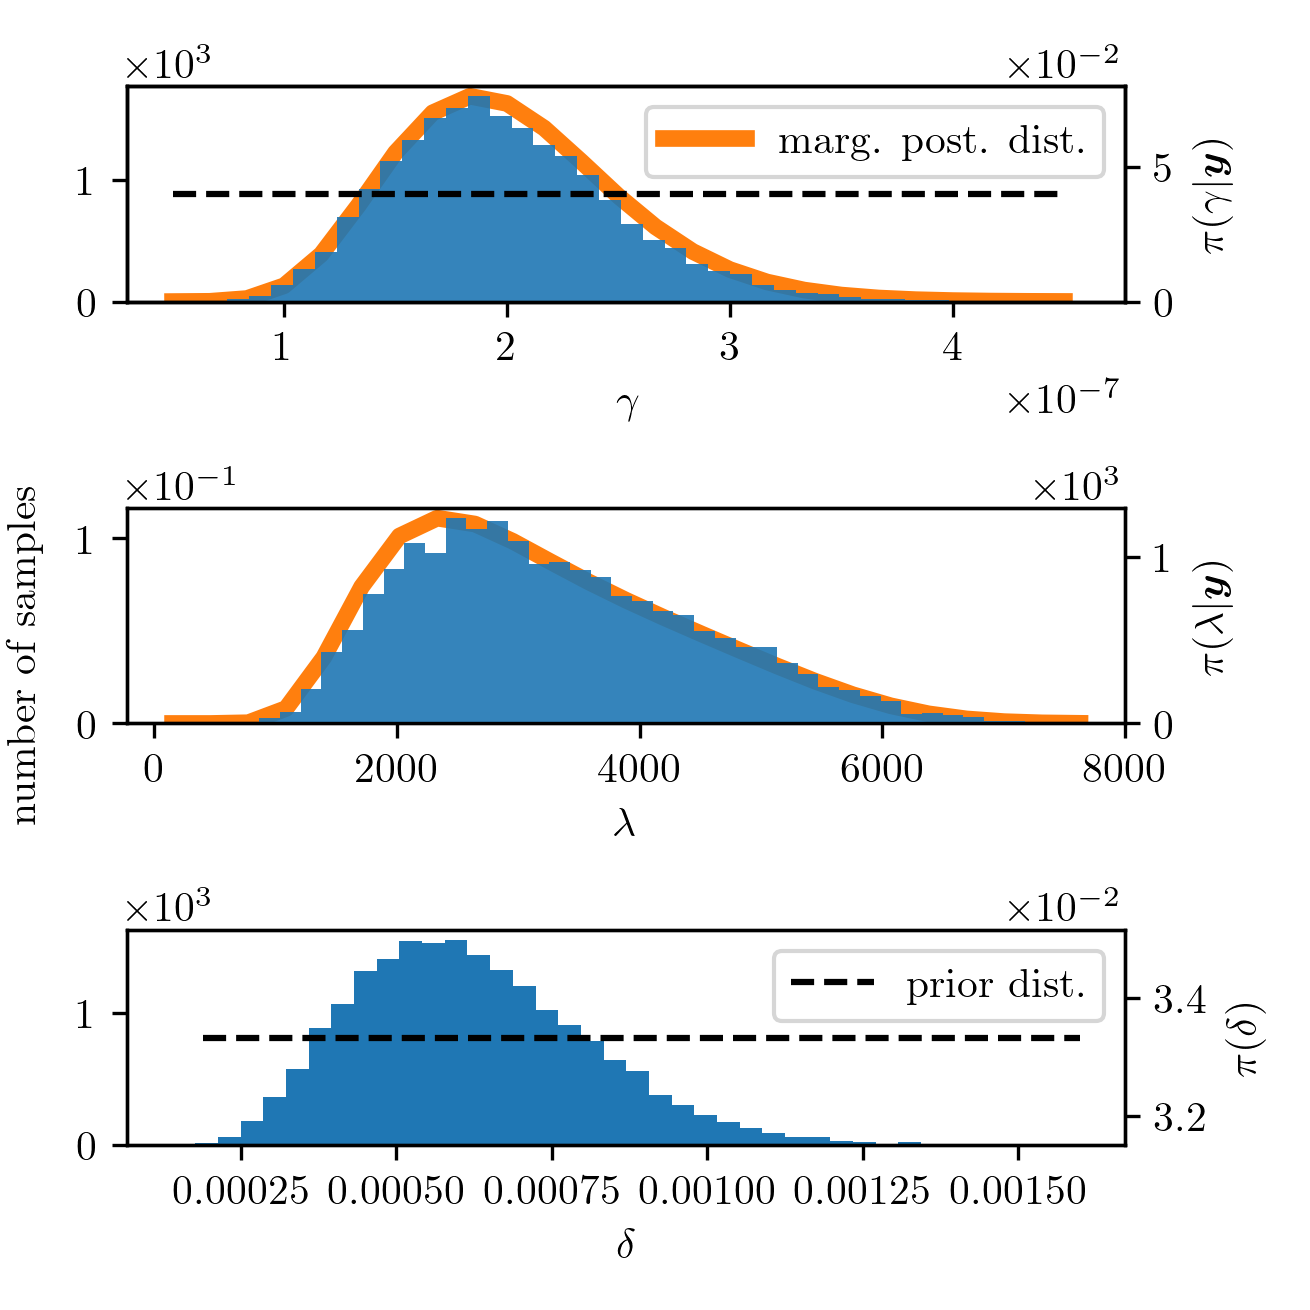 ×10³ ×10⁻²
marg. post. dist.
1 5
0 0
π(γ|y)
1 2 3 4
γ ×10⁻⁷
×10⁻¹ ×10³
1 1
0 0
number of samples
π(λ|y)
0 2000 4000 6000 8000
λ
×10³ ×10⁻²
prior dist.
1 3.4
0 3.2
π(δ)
0.00025 0.00050 0.00075 0.00100 0.00125 0.00150
δ